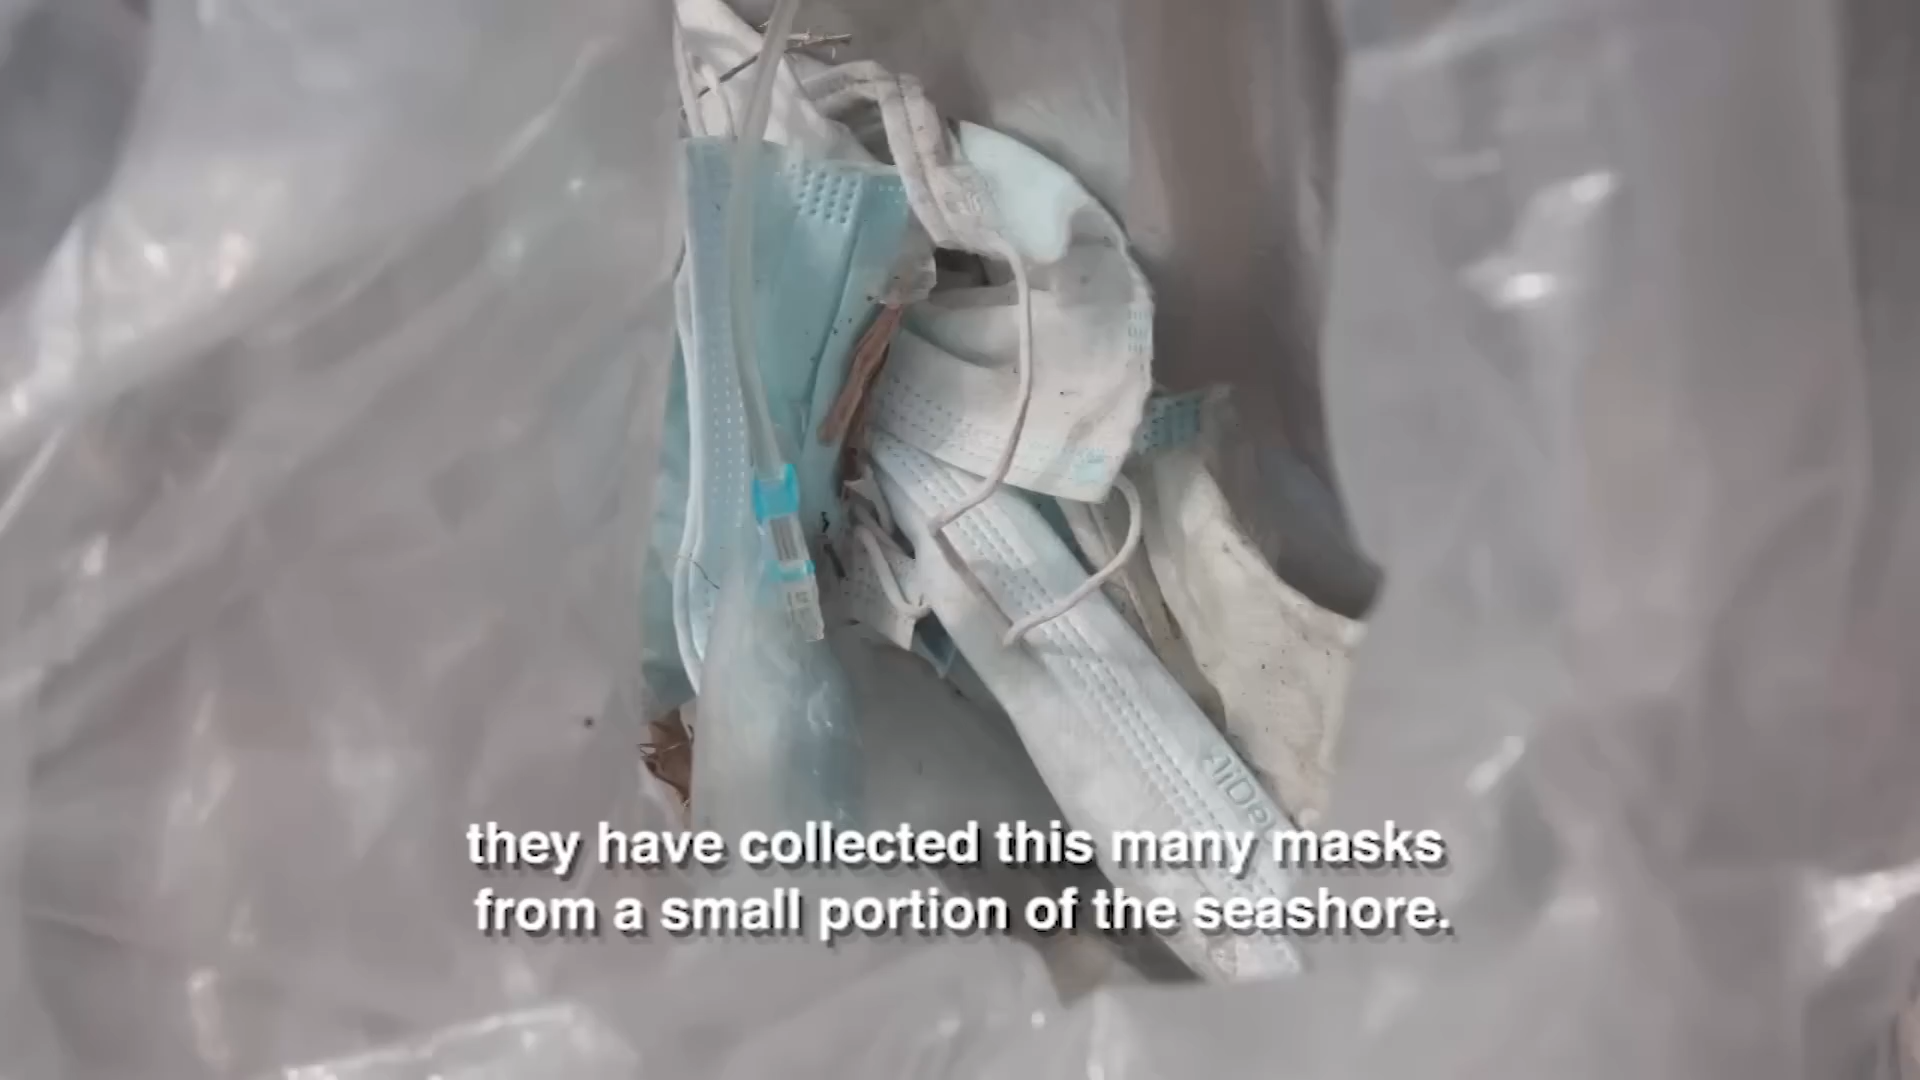 they have collected this many masks
from a small portion of the seashore.